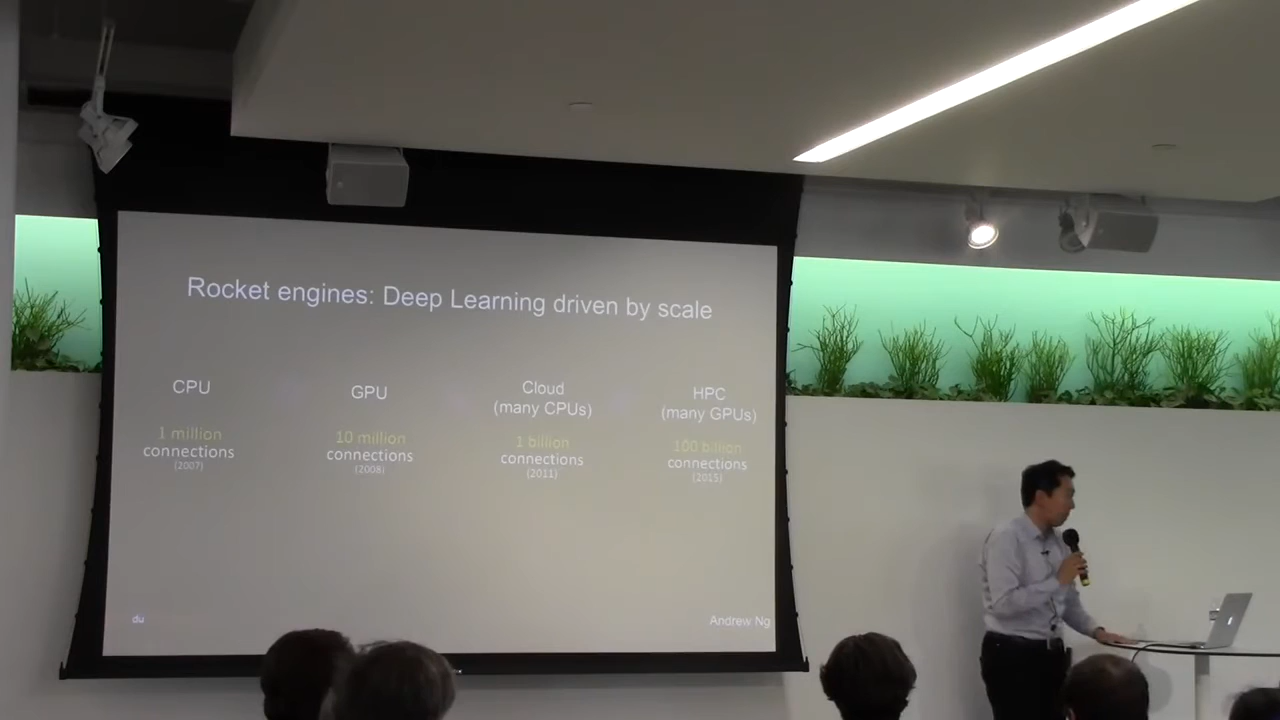 Rocket engines: Deep Learning driven by scale
CPU
1 million
connections
(2007)
GPU
10 million
connections
(2008)
Cloud
(many CPUs)
1 billion
connections
(2011)
HPC
(many GPUs)
100 billion
connections
(2015)
du
Andrew Ng